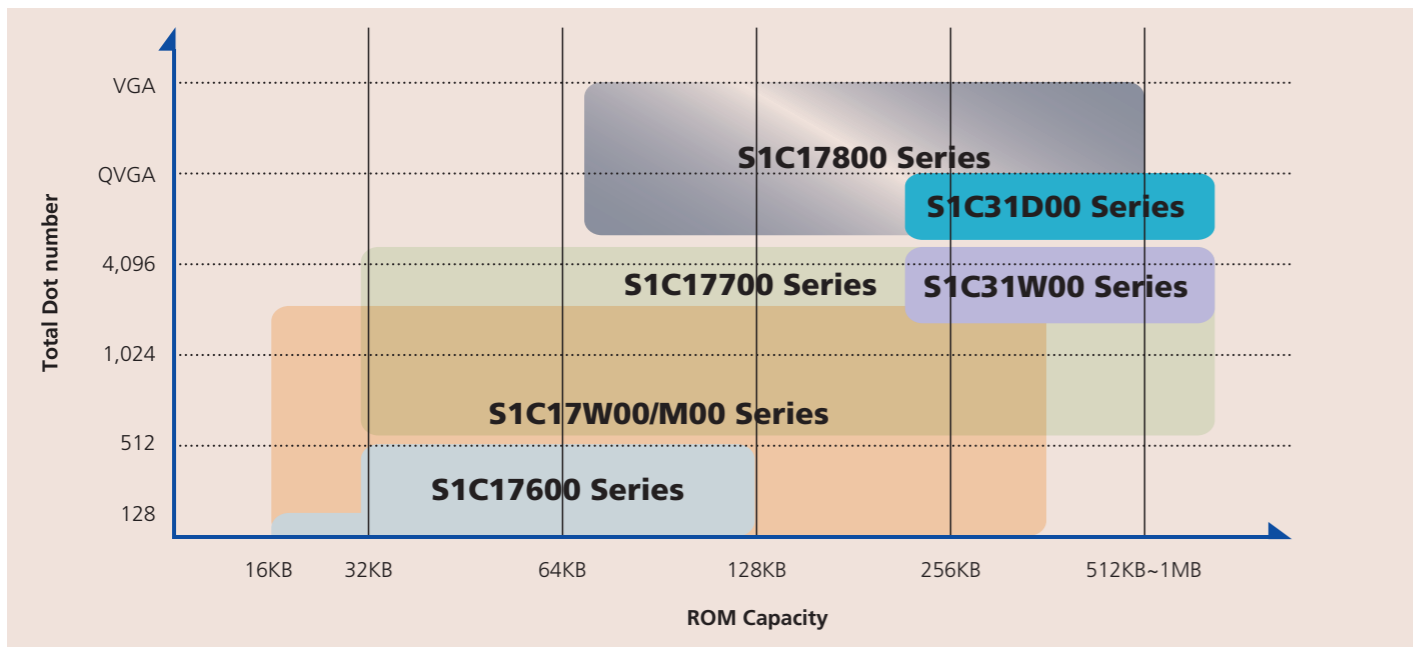 VGA
S1C17800 Series
QVGA
S1C31D00 Series
Total Dot number
4,096
S1C17700 Series
S1C31W00 Series
1,024
S1C17W00/M00 Series
512
S1C17600 Series
128
16KB
32KB
64KB
128KB
256KB
512KB~1MB
ROM Capacity